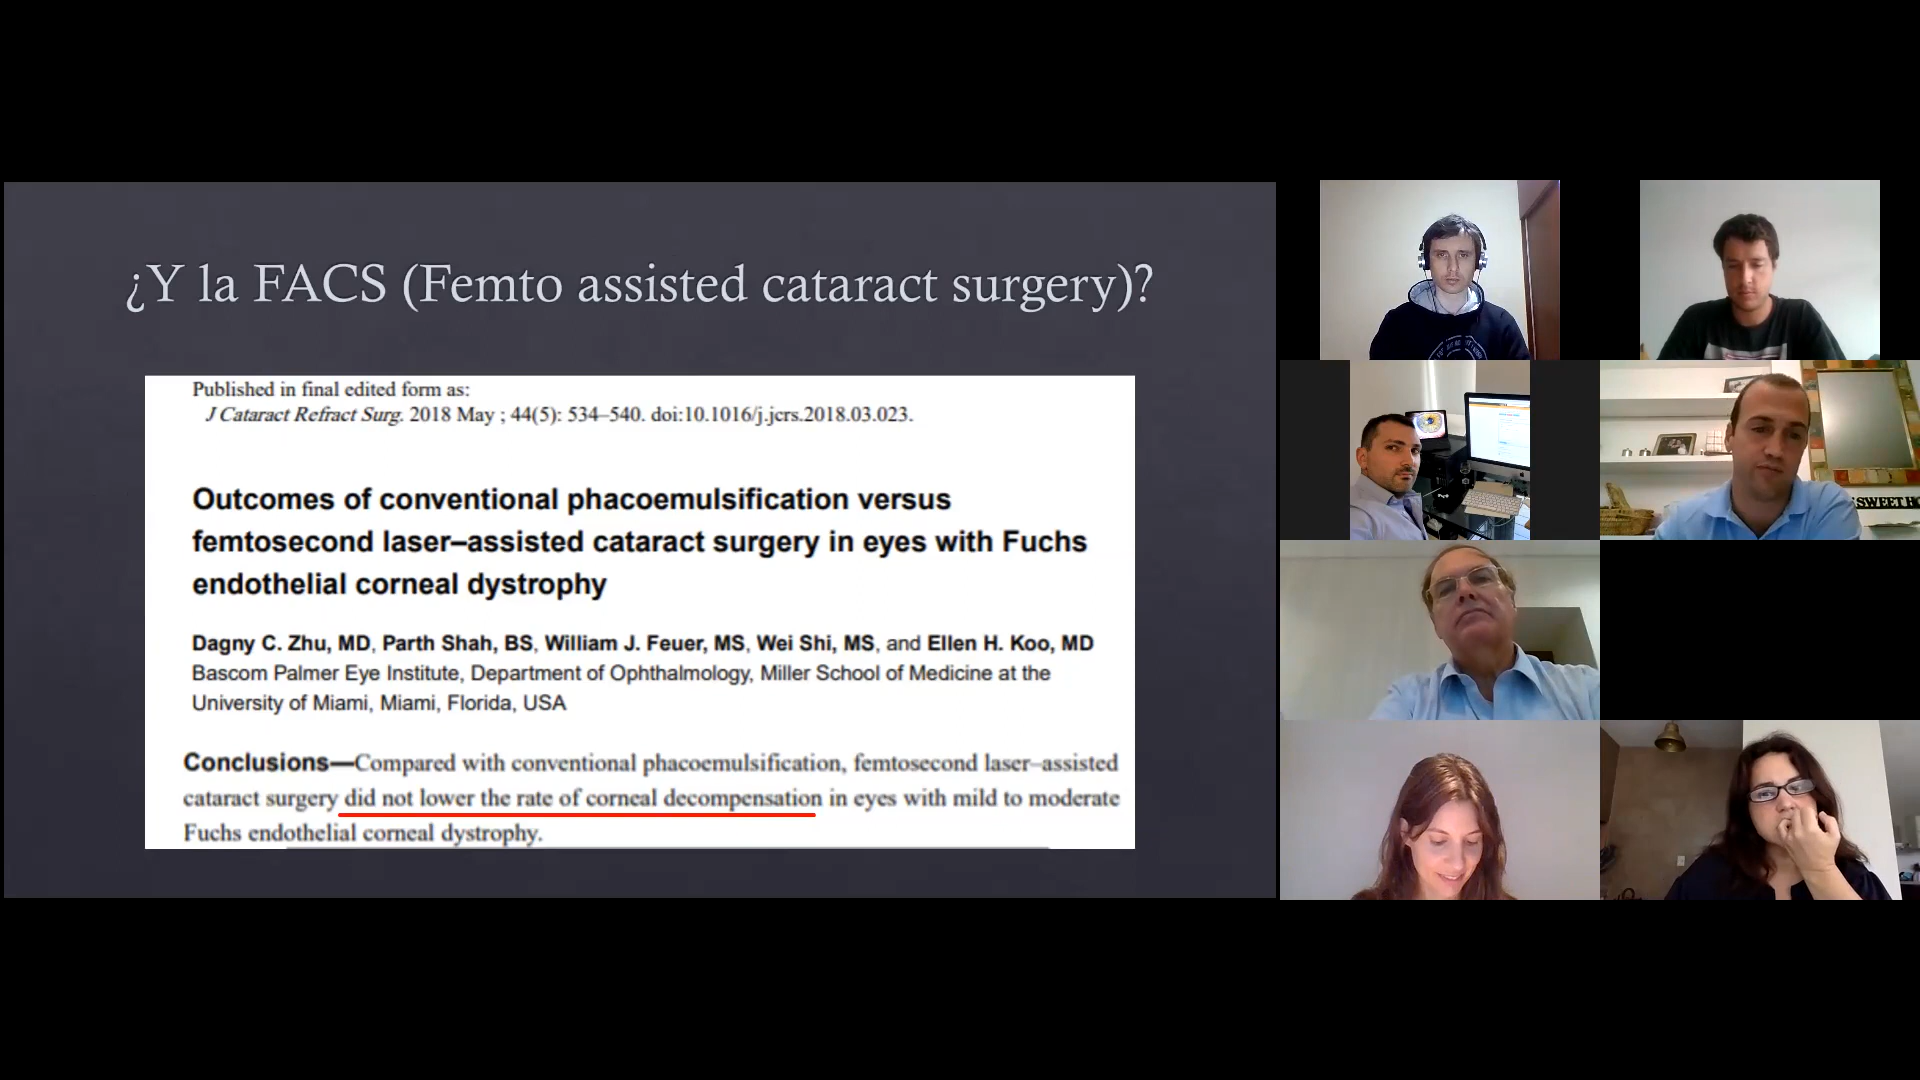 ¿Y la FACS (Femto assisted cataract surgery)?
Published in final edited form as:
J Cataract Refract Surg. 2018 May ; 44(5): 534–540. doi:10.1016/j.jcrs.2018.03.023.
Outcomes of conventional phacoemulsification versus
femtosecond laser–assisted cataract surgery in eyes with Fuchs
endothelial corneal dystrophy
Dagny C. Zhu, MD, Parth Shah, BS, William J. Feuer, MS, Wei Shi, MS, and Ellen H. Koo, MD
Bascom Palmer Eye Institute, Department of Ophthalmology, Miller School of Medicine at the
University of Miami, Miami, Florida, USA
Conclusions—Compared with conventional phacoemulsification, femtosecond laser–assisted
cataract surgery did not lower the rate of corneal decompensation in eyes with mild to moderate
Fuchs endothelial corneal dystrophy.
SWEET